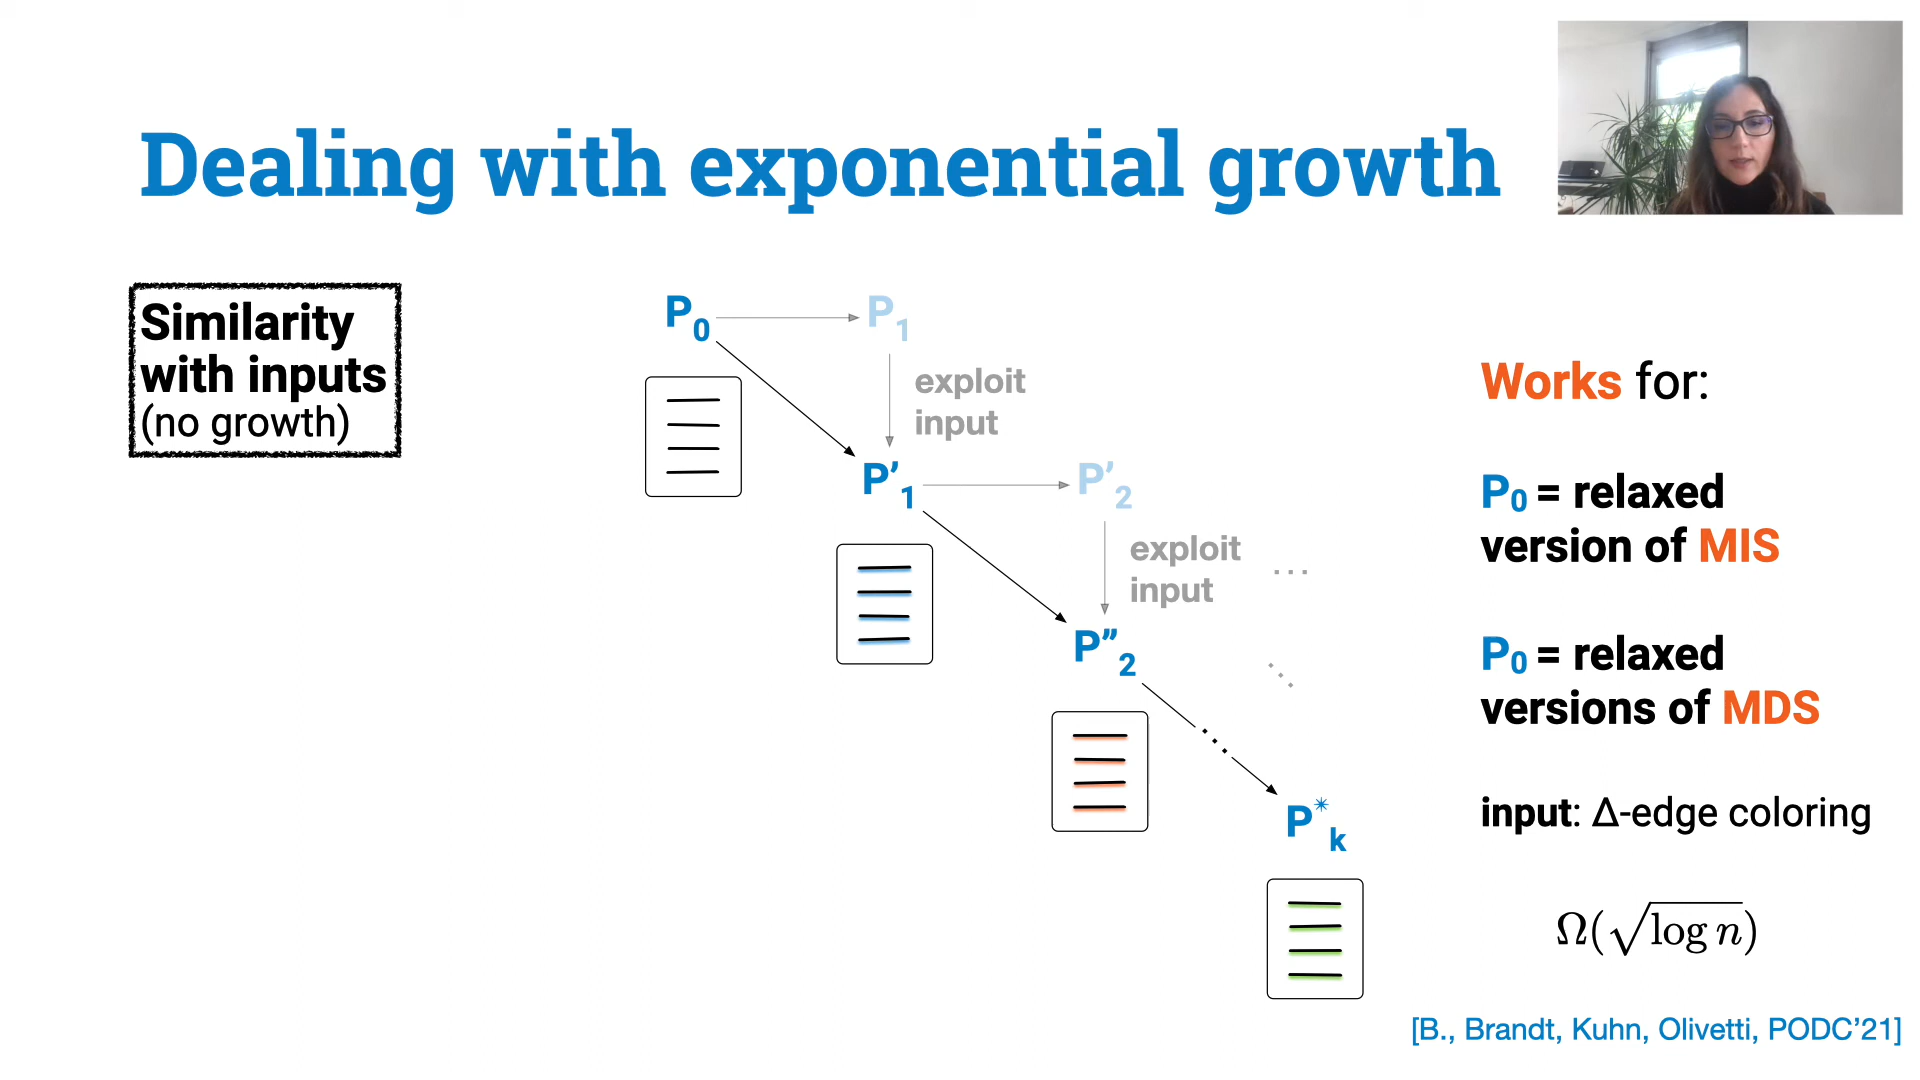 Dealing with exponential growth
Similarity
with inputs
(no growth)
P₀
P₁
exploit
input
P’₁
P’₂
exploit
input
...
P”₂
P*ₖ
Works for:
P₀ = relaxed
version of MIS
P₀ = relaxed
versions of MDS
input: Δ-edge coloring
Ω(√log n)
[B., Brandt, Kuhn, Olivetti, PODC’21]